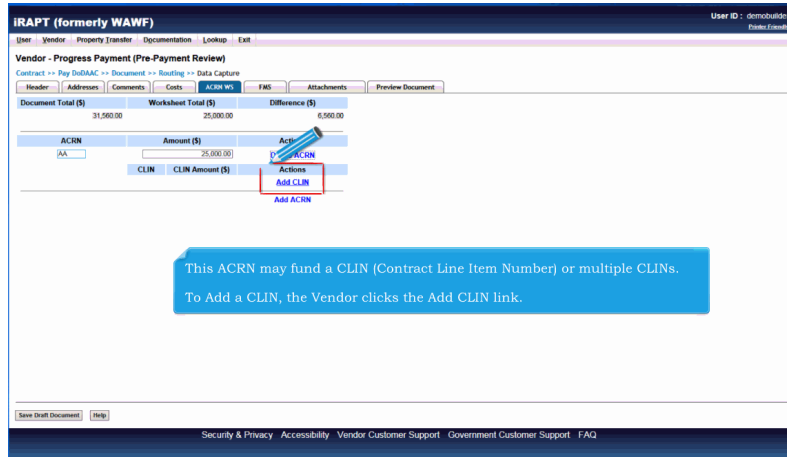 iRAPT (formerly WAWF)
User ID : demobuilde
Printer Friendl
User Vendor Property Transfer Documentation Lookup Exit
Vendor - Progress Payment (Pre-Payment Review)
Contract >> Pay DoDAAC >> Document >> Routing >> Data Capture
Header Addresses Comments Costs ACRN WS FMS Attachments Preview Document
Document Total ($) Worksheet Total ($) Difference ($)
31,560.00 25,000.00 6,560.00
ACRN Amount ($)
AA 25,000.00 ACRN
CLIN CLIN Amount ($) Actions
Add CLIN
Add ACRN
This ACRN may fund a CLIN (Contract Line Item Number) or multiple CLINs.
To Add a CLIN, the Vendor clicks the Add CLIN link.
Save Draft Document Help
Security & Privacy Accessibility Vendor Customer Support Government Customer Support FAQ